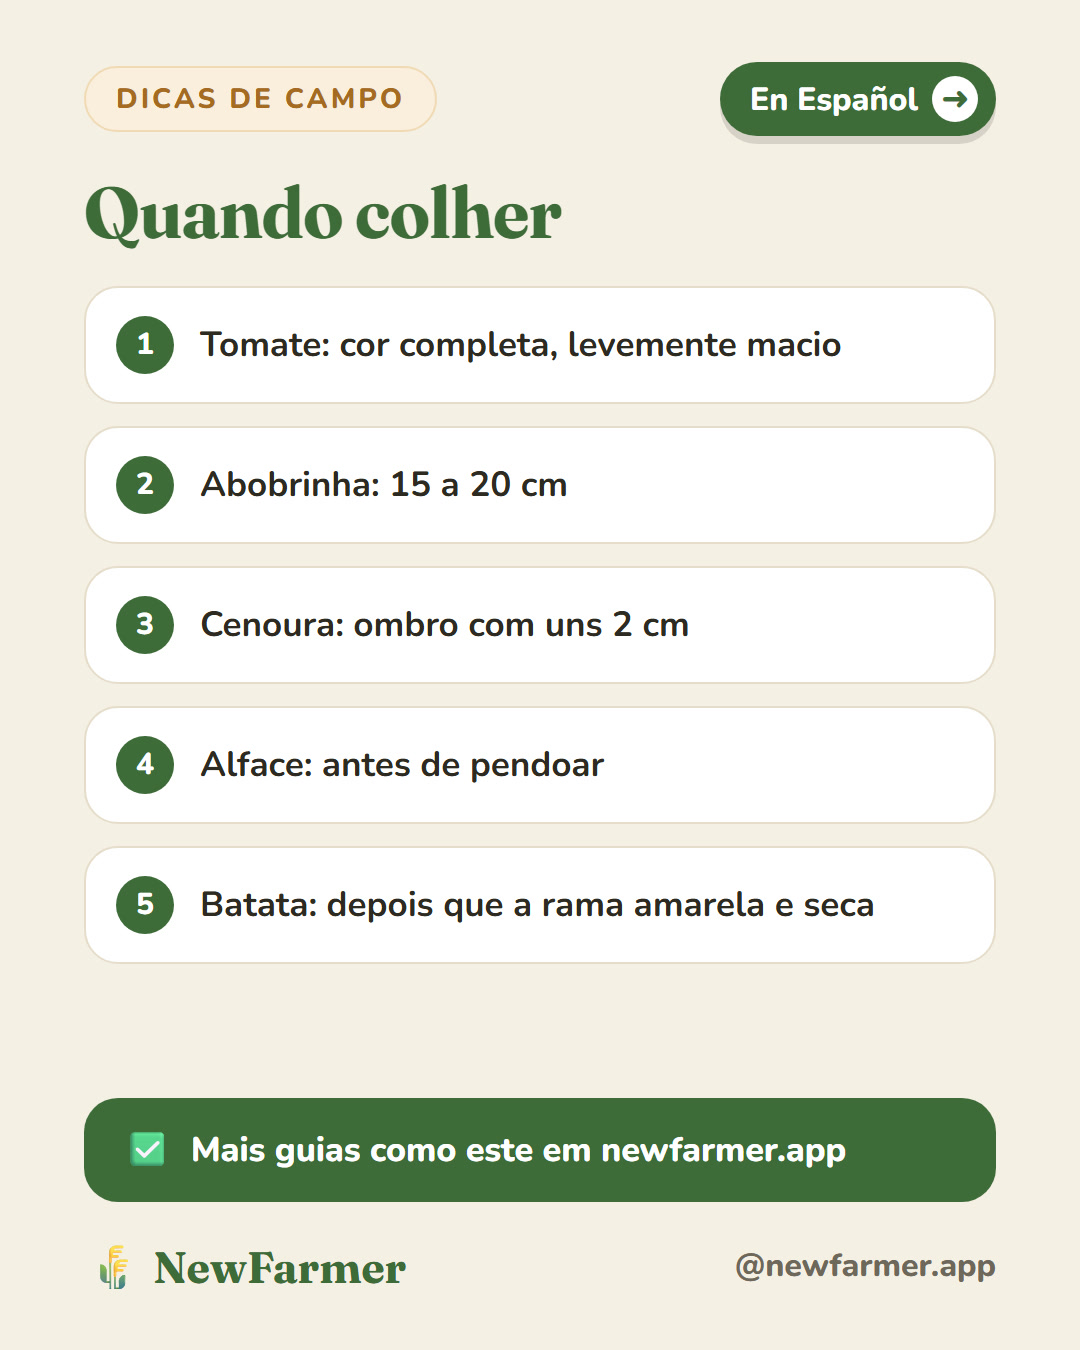 DICAS DE CAMPO
En Español
Quando colher
1 Tomate: cor completa, levemente macio
2 Abobrinha: 15 a 20 cm
3 Cenoura: ombro com uns 2 cm
4 Alface: antes de pendoar
5 Batata: depois que a rama amarela e seca
Mais guias como este em newfarmer.app
NewFarmer
@newfarmer.app